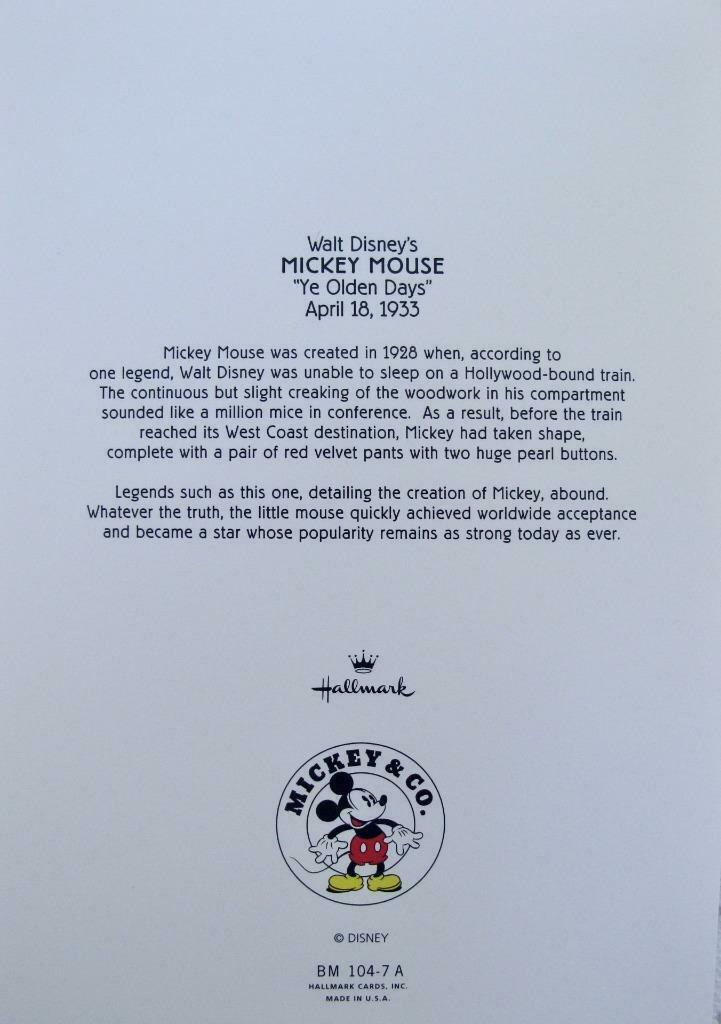 Walt Disney's
MICKEY MOUSE
"Ye Olden Days"
April 18, 1933
Mickey Mouse was created in 1928 when, according to
one legend, Walt Disney was unable to sleep on a Hollywood-bound train.
The continuous but slight creaking of the woodwork in his compartment
sounded like a million mice in conference. As a result, before the train
reached its West Coast destination, Mickey had taken shape,
complete with a pair of red velvet pants with two huge pearl buttons.
Legends such as this one, detailing the creation of Mickey, abound.
Whatever the truth, the little mouse quickly achieved worldwide acceptance
and became a star whose popularity remains as strong today as ever.
Hallmark
MICKEY & CO.
© DISNEY
BM 104-7 A
HALLMARK CARDS, INC.
MADE IN U.S.A.